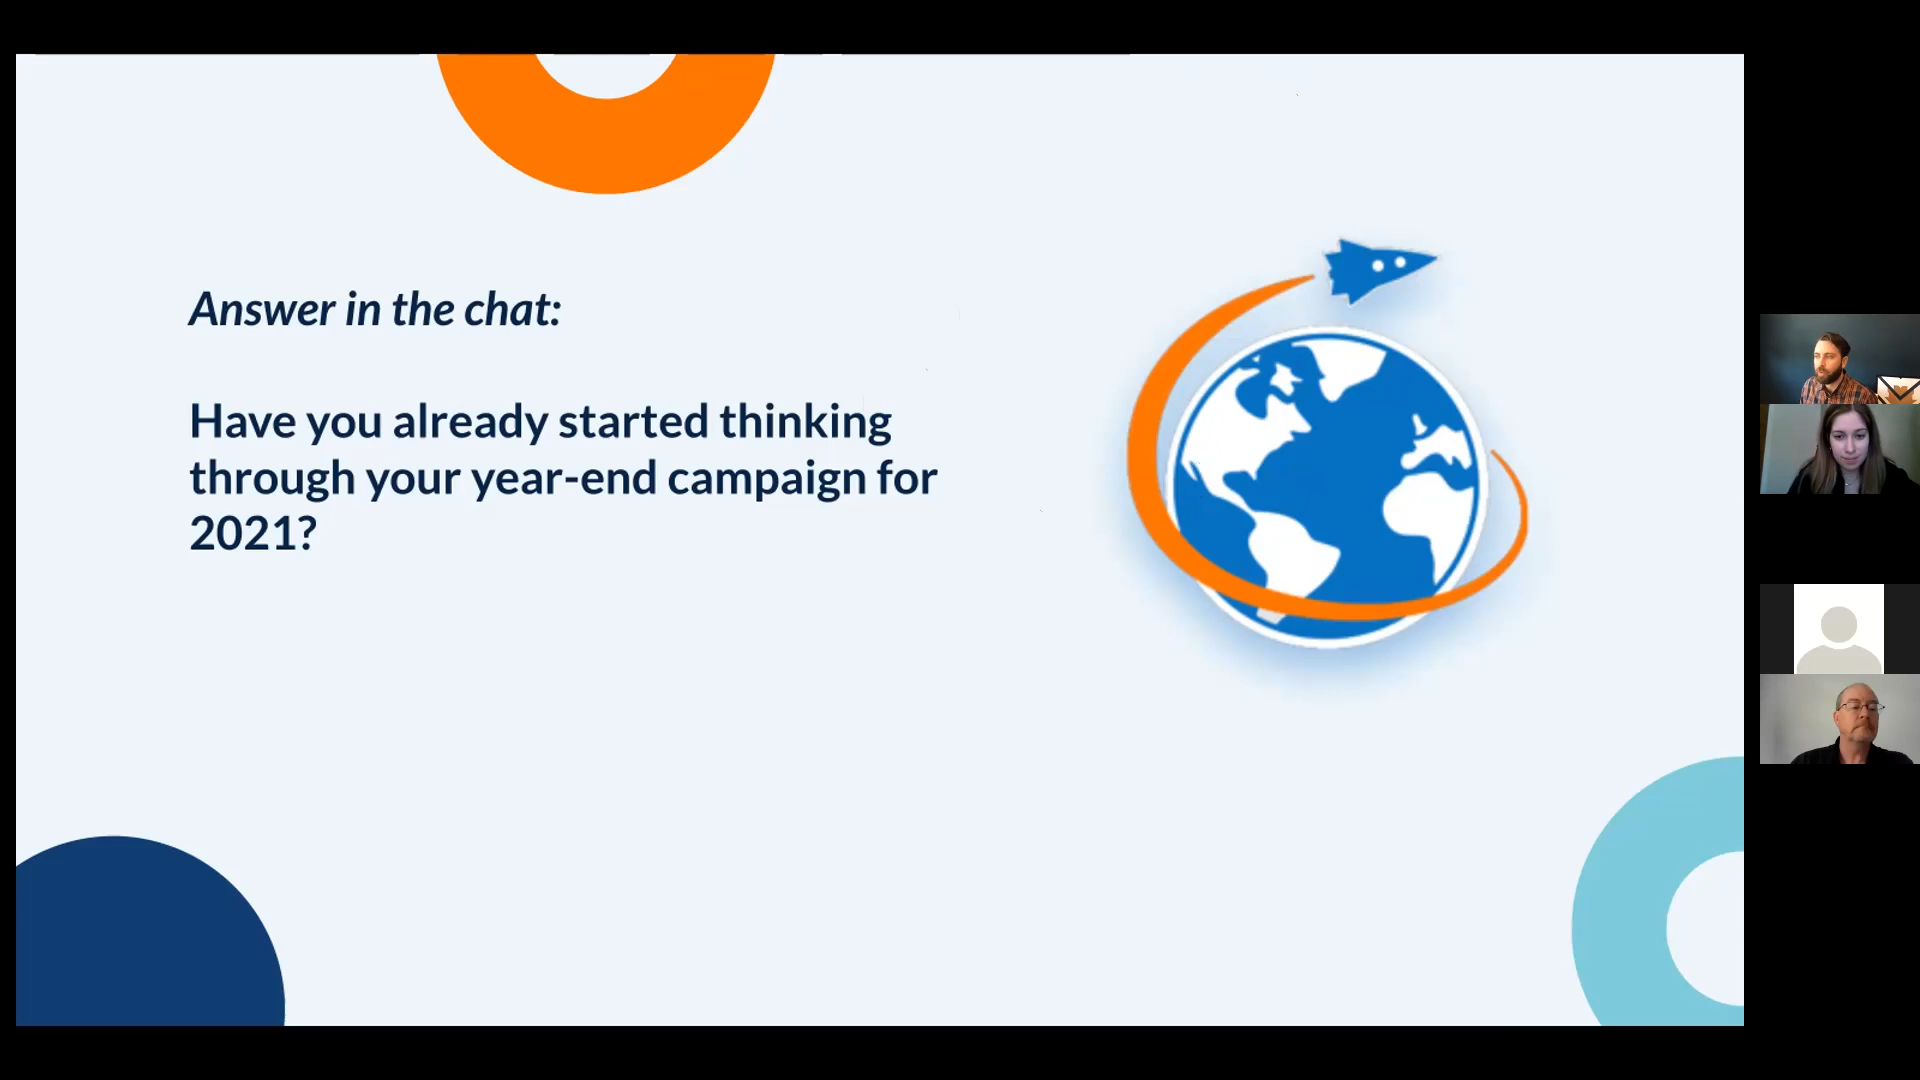 Answer in the chat:
Have you already started thinking
through your year-end campaign for
2021?